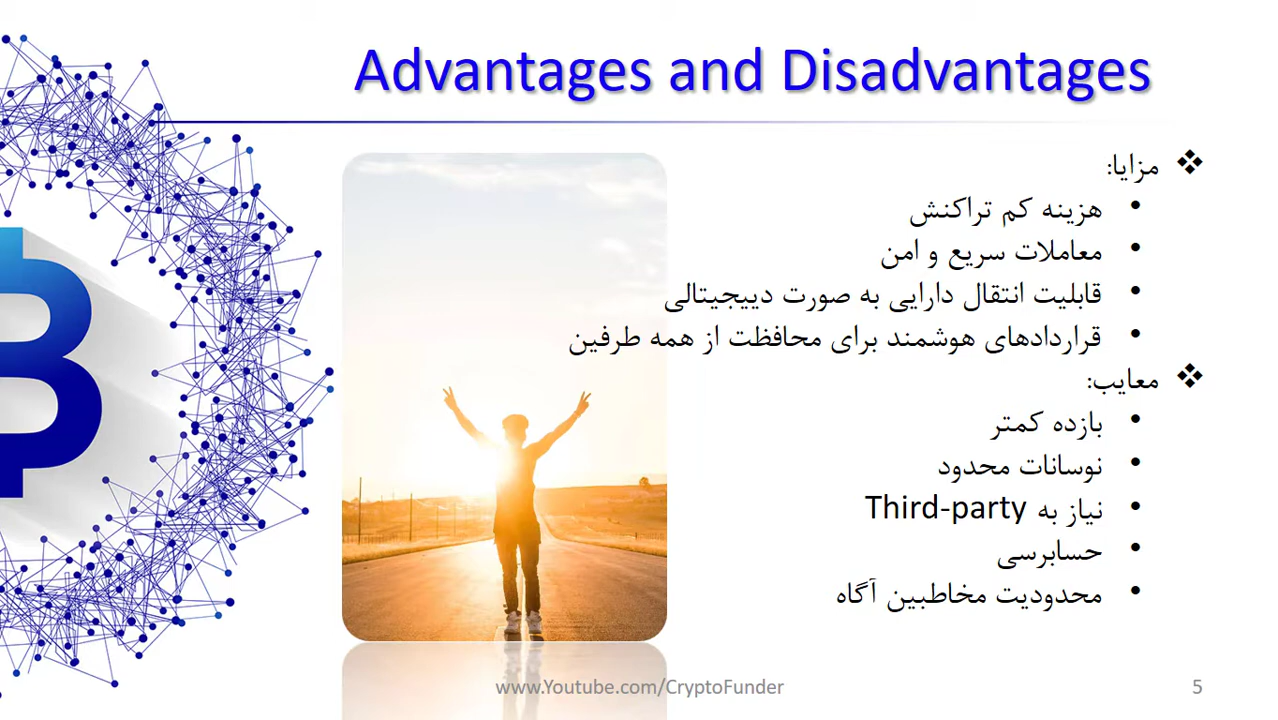 Advantages and Disadvantages
❖ مزایا:
• هزینه کم تراکنش
• معاملات سریع و امن
• قابلیت انتقال دارایی به صورت دییجیتالی
• قراردادهای هوشمند برای محافظت از همه طرفین
❖ معایب:
• بازده کمتر
• نوسانات محدود
• نیاز به Third-party
• حسابرسی
• محدودیت مخاطبین آگاه
www.Youtube.com/CryptoFunder
5